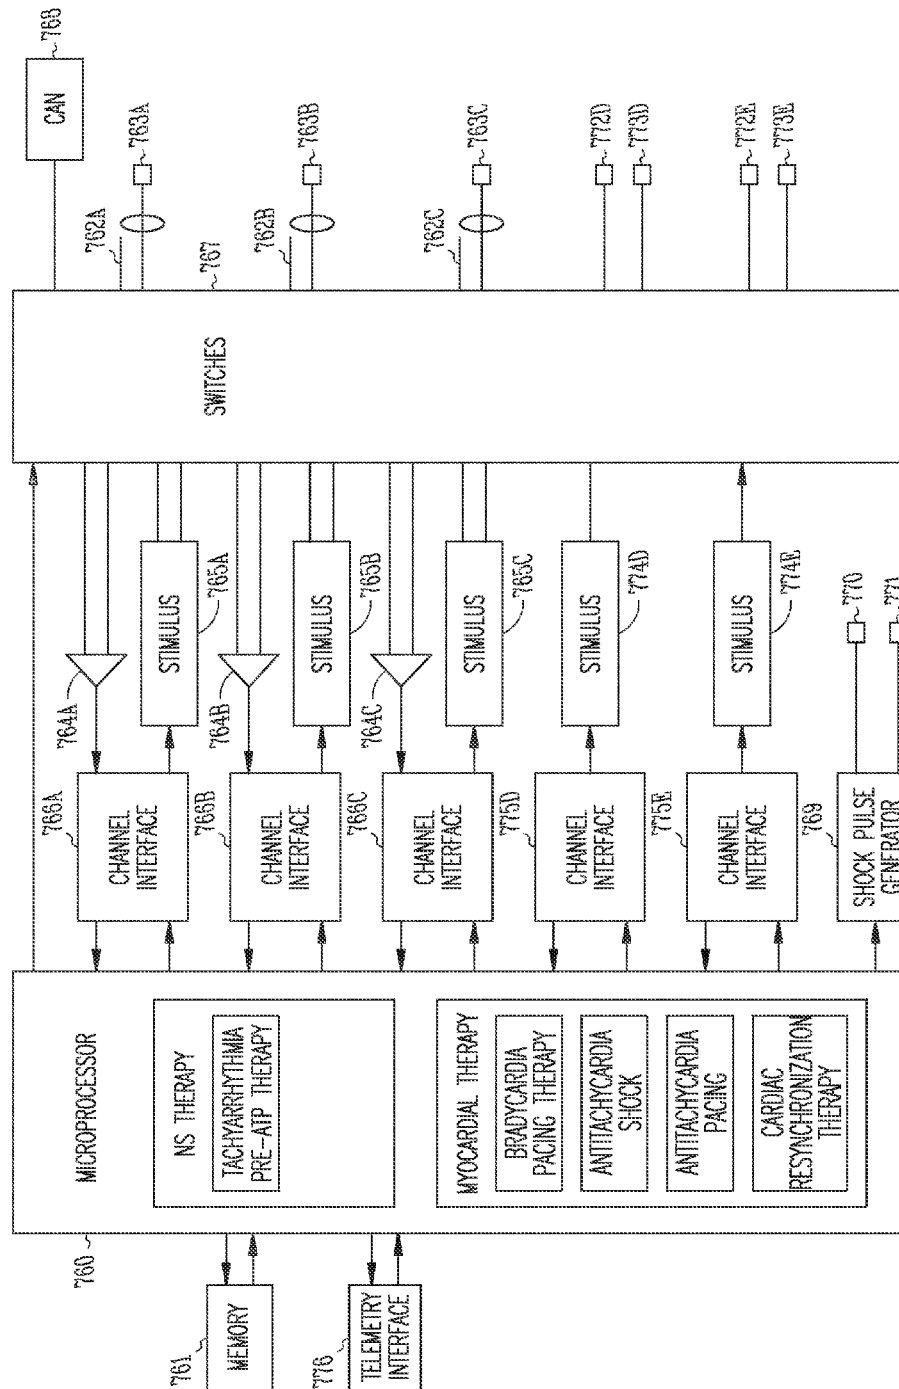 760
MICROPROCESSOR
NS THERAPY
TACHYARRHYTHMIA
PRE-ATP THERAPY
MYOCARDIAL THERAPY
BRADYCARDIA
PACING THERAPY
ANTITACHYCARDIA
SHOCK
ANTITACHYCARDIA
PACING
CARDIAC
RESYNCHRONIZATION
THERAPY
761
MEMORY
776
TELEMETRY
INTERFACE
766A
CHANNEL
INTERFACE
764A
STIMULUS
765A
766B
CHANNEL
INTERFACE
764B
STIMULUS
765B
766C
CHANNEL
INTERFACE
764C
STIMULUS
765C
775D
CHANNEL
INTERFACE
STIMULUS
774D
775E
CHANNEL
INTERFACE
STIMULUS
774E
769
SHOCK PULSE
GENERATOR
770
771
767
SWITCHES
CAN
768
762A
763A
762B
763B
762C
763C
772D
773D
772E
773E